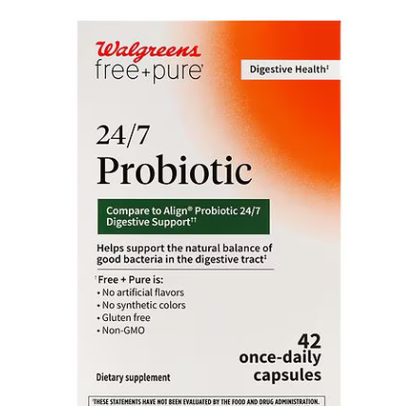 Walgreens
free+pure®
Digestive Health‡
24/7
Probiotic
Compare to Align® Probiotic 24/7
Digestive Support††
Helps support the natural balance of
good bacteria in the digestive tract‡
†Free + Pure is:
• No artificial flavors
• No synthetic colors
• Gluten free
• Non-GMO
42
once-daily
capsules
Dietary supplement
‡THESE STATEMENTS HAVE NOT BEEN EVALUATED BY THE FOOD AND DRUG ADMINISTRATION.